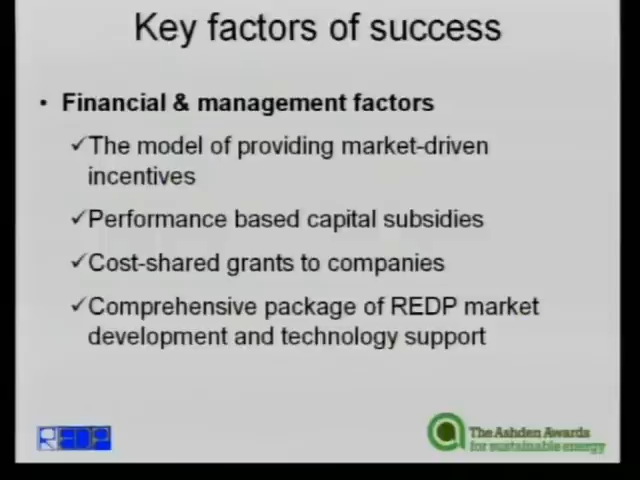 Key factors of success
• Financial & management factors
✓The model of providing market-driven
incentives
✓Performance based capital subsidies
✓Cost-shared grants to companies
✓Comprehensive package of REDP market
development and technology support
REDP
The Ashden Awards
for sustainable energy